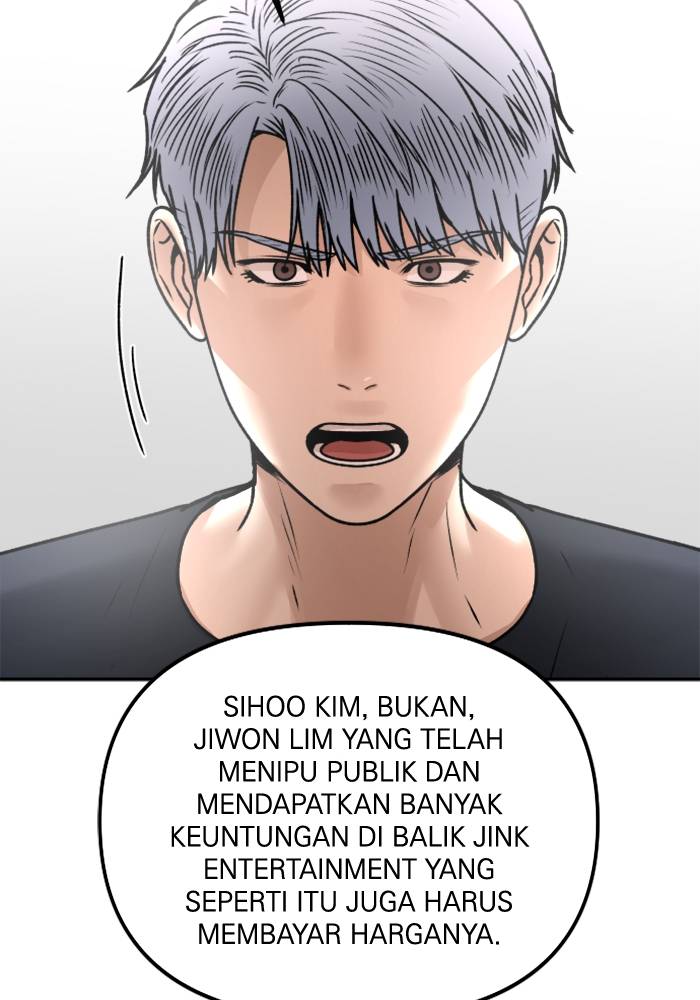 SIHOO KIM, BUKAN,
JIWON LIM YANG TELAH
MENIPU PUBLIK DAN
MENDAPATKAN BANYAK
KEUNTUNGAN DI BALIK JINK
ENTERTAINMENT YANG
SEPERTI ITU JUGA HARUS
MEMBAYAR HARGANYA.